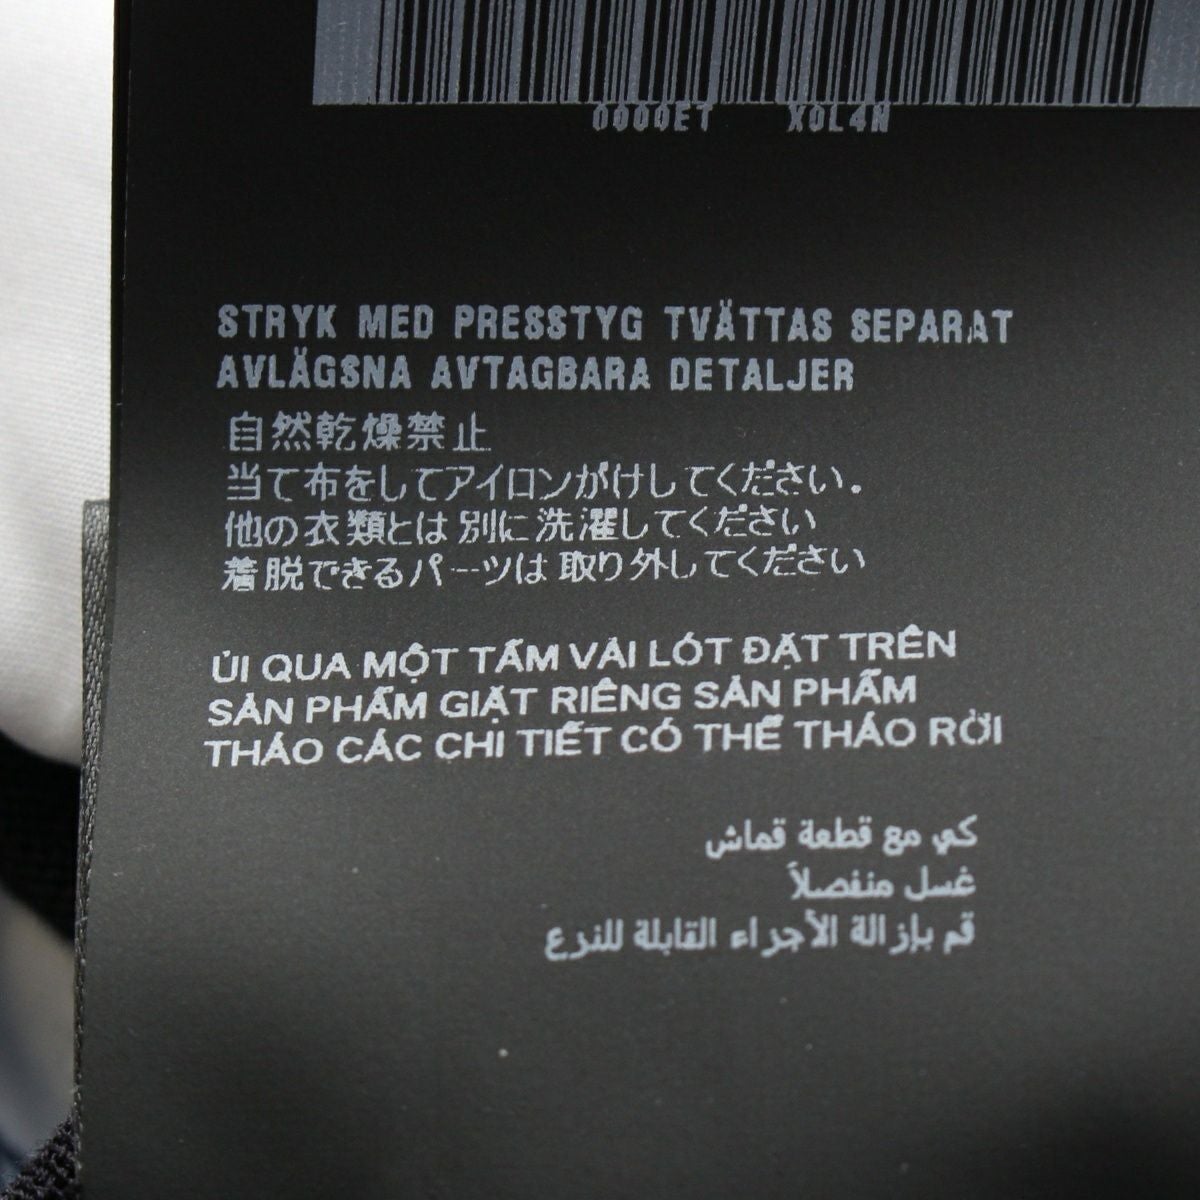 0000ET X0L4N
STRYK MED PRESSTYG TVÄTTAS SEPARAT
AVLÄGSNA AVTAGBARA DETALJER
自然乾燥禁止
当て布をしてアイロンがけしてください.
他の衣類とは別に洗濯してください
着脱できるパーツは取り外してください
ỦI QUA MỘT TẤM VẢI LÓT ĐẶT TRÊN
SẢN PHẨM GIẶT RIÊNG SẢN PHẨM
THÁO CÁC CHI TIẾT CÓ THỂ THÁO RỜI
كي مع قطعة قماش
غسل منفصلاً
قم بإزالة الأجزاء القابلة للنزع